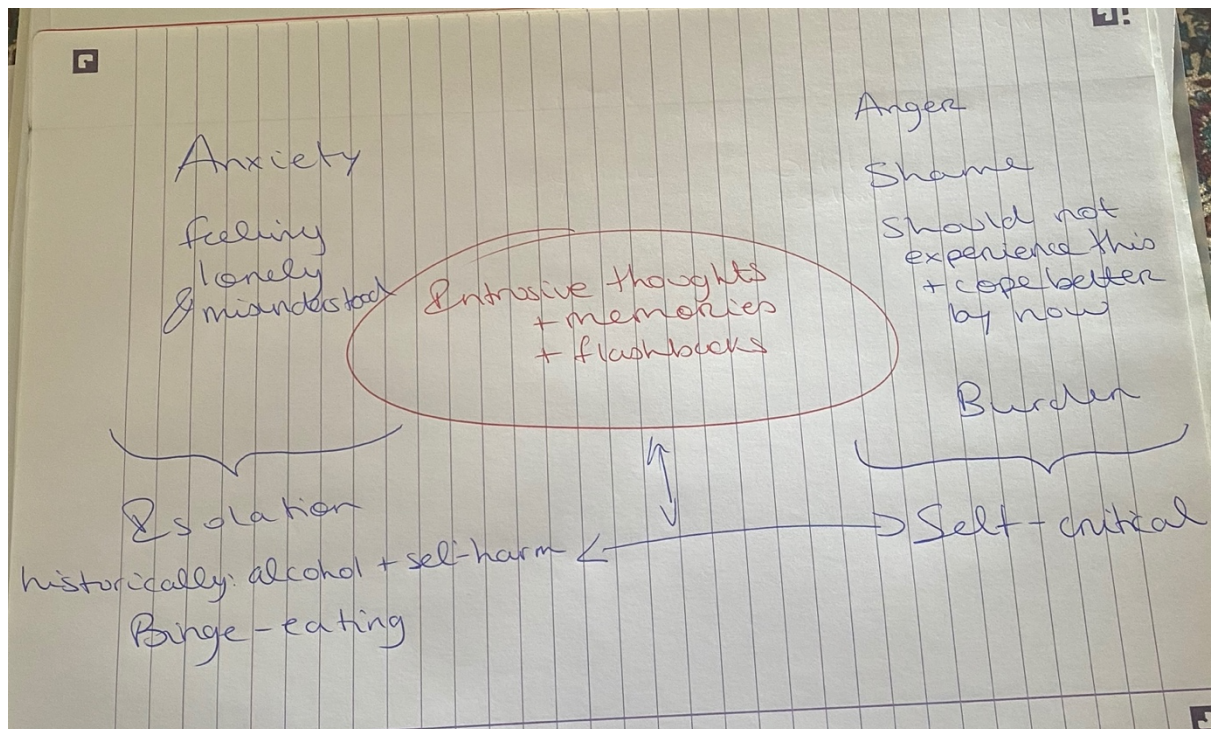 Anxiety
feeling
lonely
& misunderstood
Intrusive thoughts
+ memories
+ flashbacks
Anger
Shame
should not
experience this
+ cope better
by now
Burden
Isolation
historically: alcohol + self-harm
Binge-eating
Self-critical